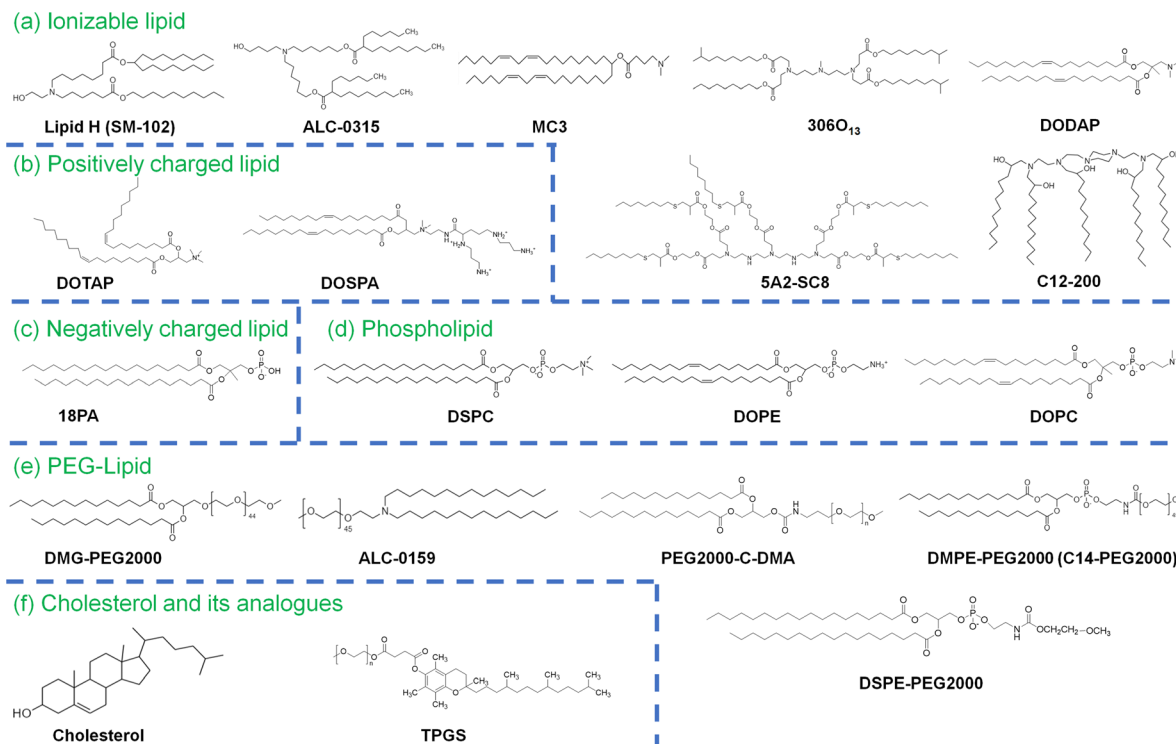 (a) Ionizable lipid
Lipid H (SM-102)
ALC-0315
MC3
306O₁₃
DODAP
(b) Positively charged lipid
DOTAP
DOSPA
5A2-SC8
C12-200
(c) Negatively charged lipid
(d) Phospholipid
18PA
DSPC
DOPE
DOPC
(e) PEG-Lipid
DMG-PEG2000
ALC-0159
PEG2000-C-DMA
DMPE-PEG2000 (C14-PEG2000)
(f) Cholesterol and its analogues
DSPE-PEG2000
Cholesterol
TPGS